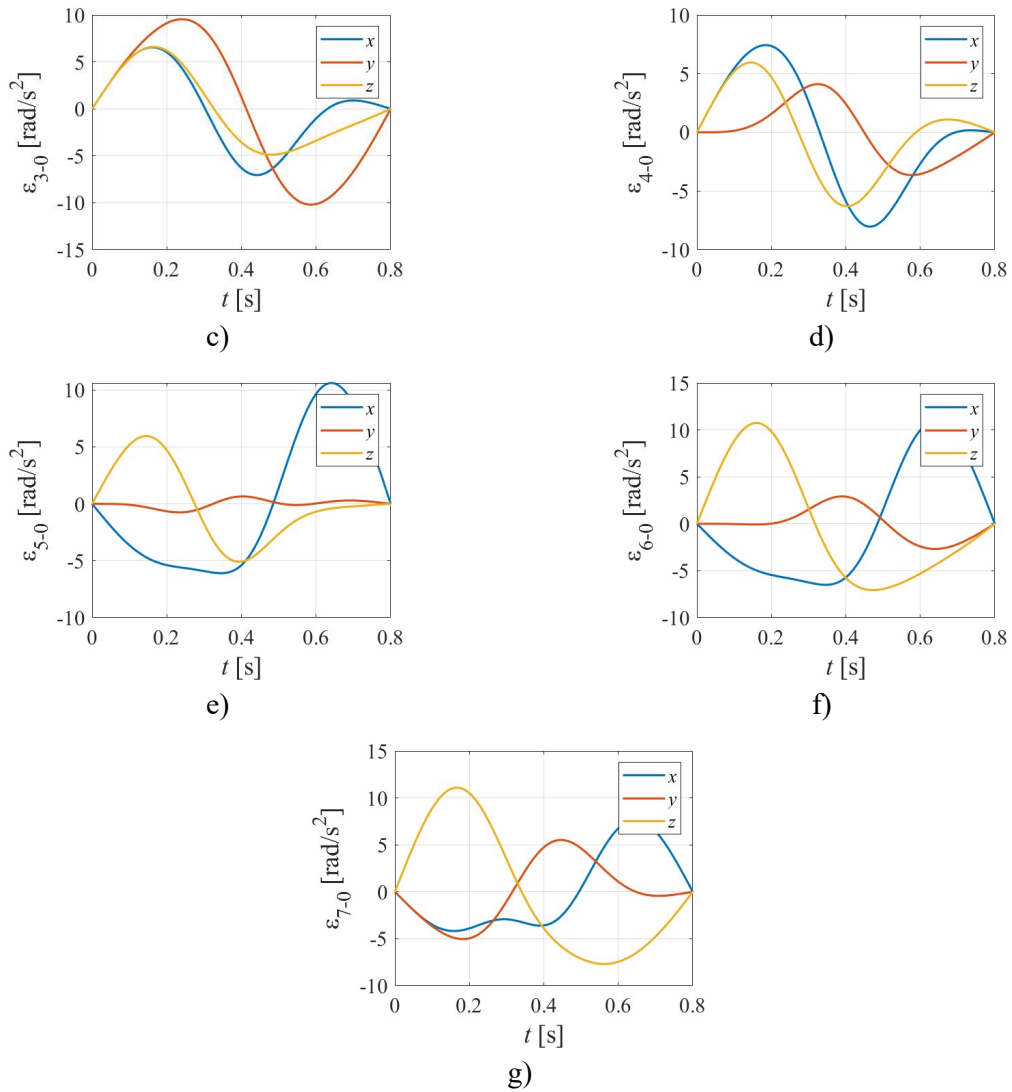 10
5
0
-5
-10
-15
ε3-0 [rad/s2]
x
y
z
0 0.2 0.4 0.6 0.8
t [s]
c)
10
5
0
-5
-10
ε4-0 [rad/s2]
x
y
z
0 0.2 0.4 0.6 0.8
t [s]
d)
10
5
0
-5
-10
ε5-0 [rad/s2]
x
y
z
0 0.2 0.4 0.6 0.8
t [s]
e)
15
10
5
0
-5
-10
ε6-0 [rad/s2]
x
y
z
0 0.2 0.4 0.6 0.8
t [s]
f)
15
10
5
0
-5
-10
ε7-0 [rad/s2]
x
y
z
0 0.2 0.4 0.6 0.8
t [s]
g)